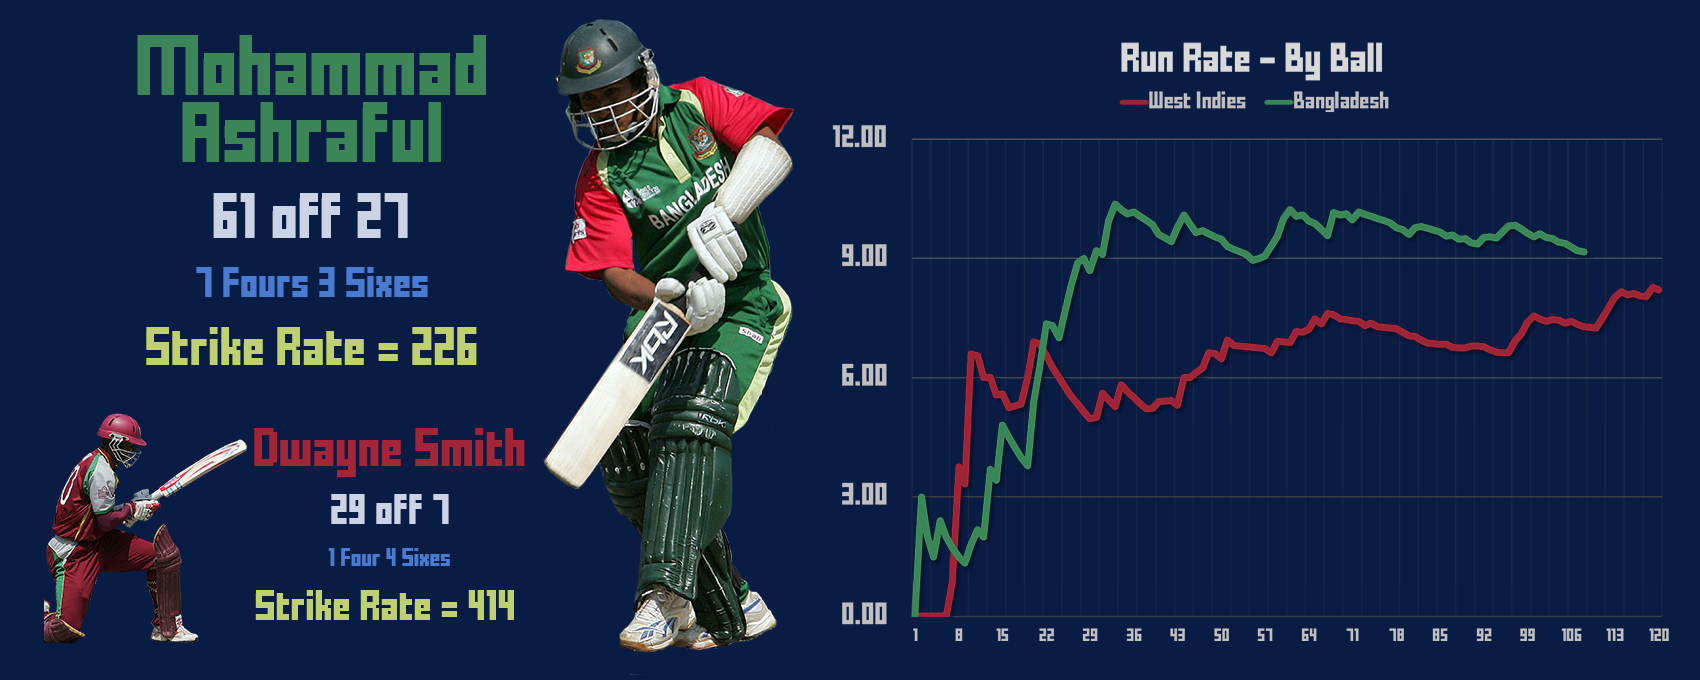 Mohammad
Ashraful
61 off 27
7 Fours 3 Sixes
Strike Rate = 226
Dwayne Smith
29 off 7
1 Four 4 Sixes
Strike Rate = 414
BANGLADESH
Rbk
Run Rate - By Ball
West Indies
Bangladesh
12.00
9.00
6.00
3.00
0.00
1 8 15 22 29 36 43 50 57 64 71 78 85 92 99 106 113 120